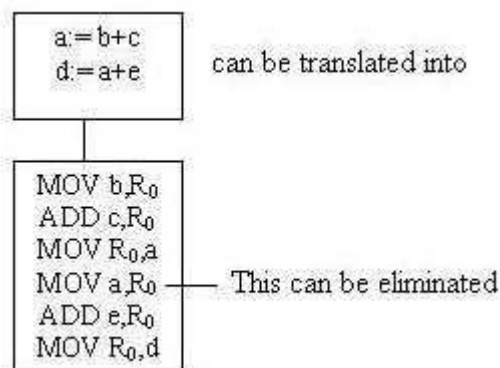 a:= b+c
d:= a+e
can be translated into
MOV b,R₀
ADD c,R₀
MOV R₀,a
MOV a,R₀
This can be eliminated
ADD e,R₀
MOV R₀,d